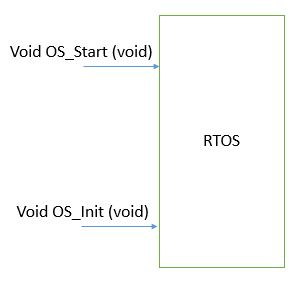 Void OS_Start (void)
RTOS
Void OS_Init (void)